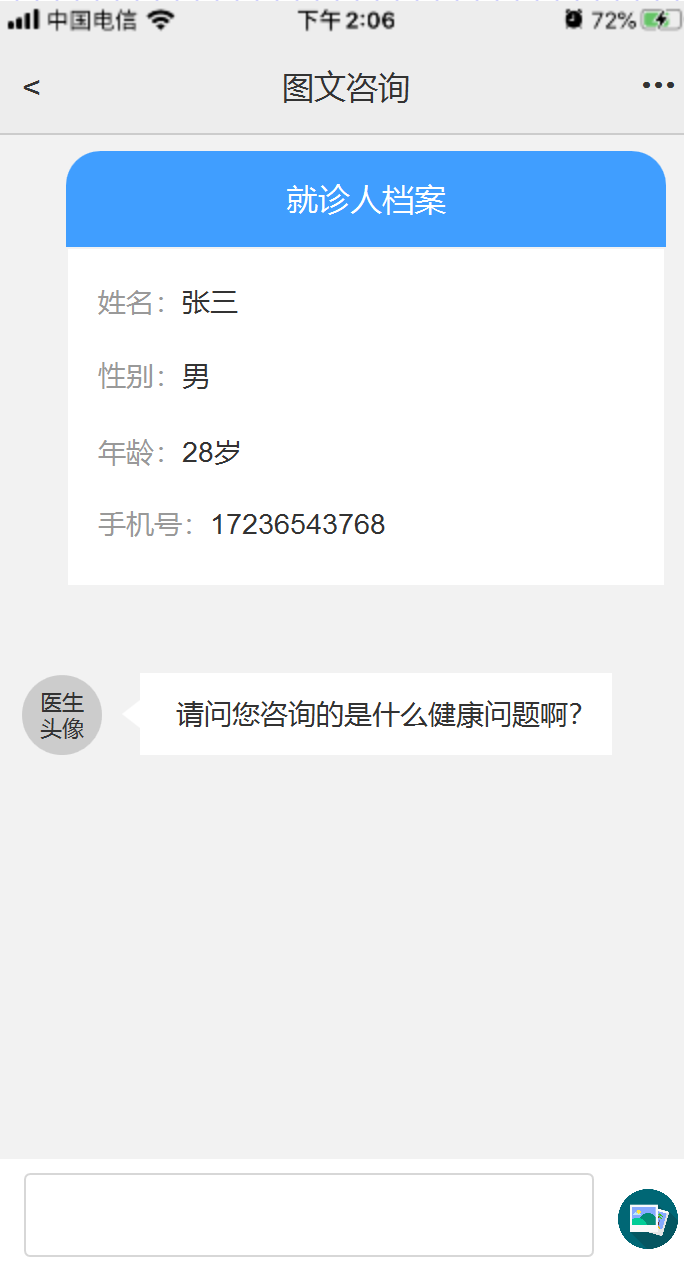 中国电信 下午2:06 72%
< 图文咨询 •••
就诊人档案
姓名：张三
性别：男
年龄：28岁
手机号：17236543768
医生
头像
请问您咨询的是什么健康问题啊？